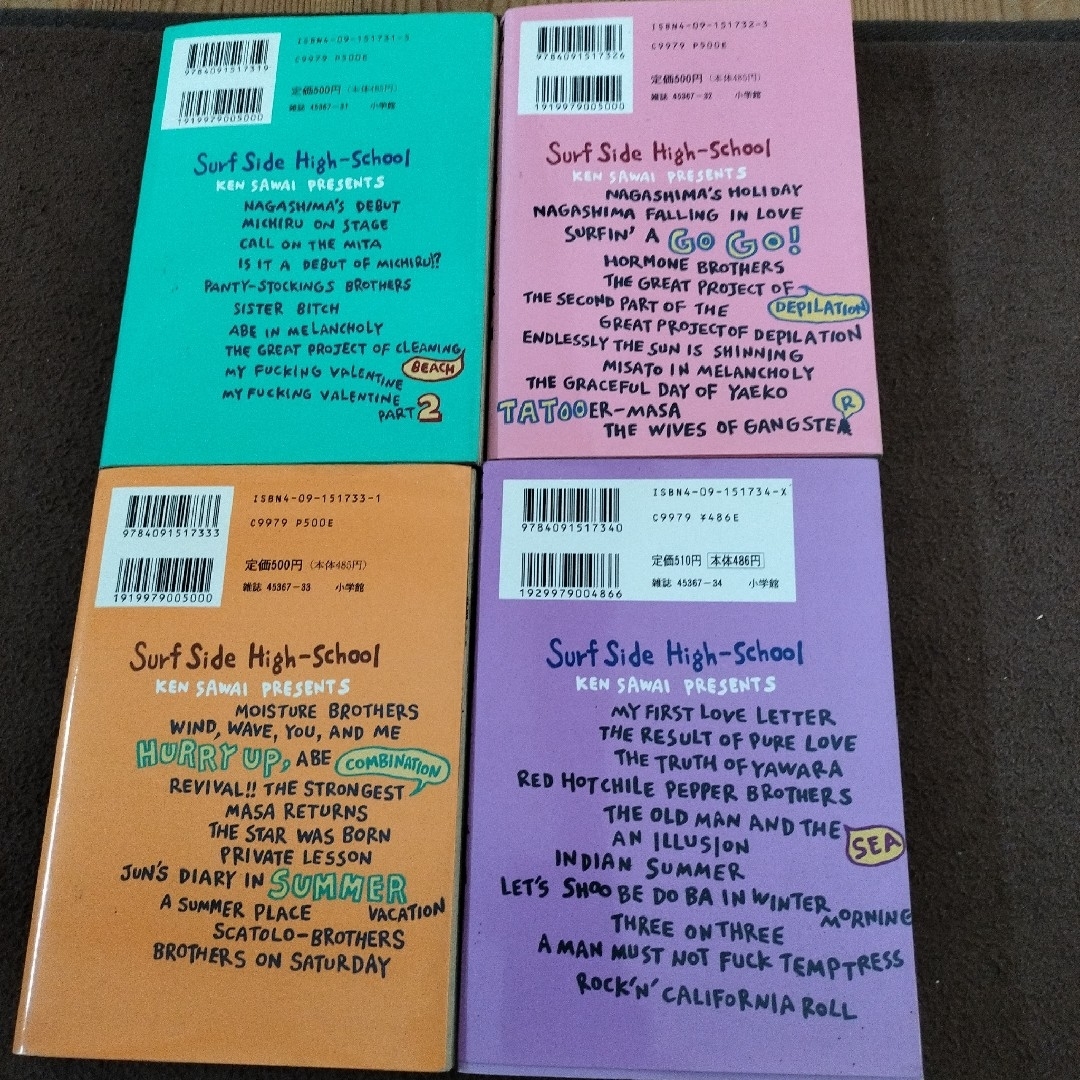 ISBN4-09-151731-5
9784091517319
C9979 P500E
定価500円(本体485円)
1919979005000
雑誌 45367-31 小学館
Surf Side High-School
KEN SAWAI PRESENTS
NAGASHIMA'S DEBUT
MICHIRU ON STAGE
CALL ON THE MITA
IS IT A DEBUT OF MICHIRU!?
PANTY-STOCKINGS BROTHERS
SISTER BITCH
ABE IN MELANCHOLY
THE GREAT PROJECT OF CLEANING
BEACH
MY FUCKING VALENTINE
MY FUCKING VALENTINE
PART 2
ISBN4-09-151732-3
9784091517326
C9979 P500E
定価500円(本体485円)
1919979005000
雑誌 45367-32 小学館
Surf Side High-School
KEN SAWAI PRESENTS
NAGASHIMA'S HOLIDAY
NAGASHIMA FALLING IN LOVE
SURFIN' A GO GO!
HORMONE BROTHERS
THE GREAT PROJECT OF
DEPILATION
THE SECOND PART OF THE
GREAT PROJECT OF DEPILATION
ENDLESSLY THE SUN IS SHINNING
MISATO IN MELANCHOLY
THE GRACEFUL DAY OF YAEKO
TATOOER-MASA
THE WIVES OF GANGSTER
R
ISBN4-09-151733-1
9784091517333
C9979 P500E
定価500円(本体485円)
1919979005000
雑誌 45367-33 小学館
Surf Side High-School
KEN SAWAI PRESENTS
MOISTURE BROTHERS
WIND, WAVE, YOU, AND ME
HURRY UP, ABE
COMBINATION
REVIVAL!! THE STRONGEST
MASA RETURNS
THE STAR WAS BORN
PRIVATE LESSON
JUN'S DIARY IN SUMMER
VACATION
A SUMMER PLACE
SCATOLO-BROTHERS
BROTHERS ON SATURDAY
ISBN4-09-151734-X
9784091517340
C9979 ¥486E
定価510円 本体486円
1929979004866
雑誌 45367-34 小学館
Surf Side High-School
KEN SAWAI PRESENTS
MY FIRST LOVE LETTER
THE RESULT OF PURE LOVE
THE TRUTH OF YAWARA
RED HOT CHILE PEPPER BROTHERS
THE OLD MAN AND THE
SEA
AN ILLUSION
INDIAN SUMMER
LET'S SHOO BE DO BA IN WINTER
MORNING
THREE ON THREE
A MAN MUST NOT FUCK TEMPTRESS
ROCK'N' CALIFORNIA ROLL